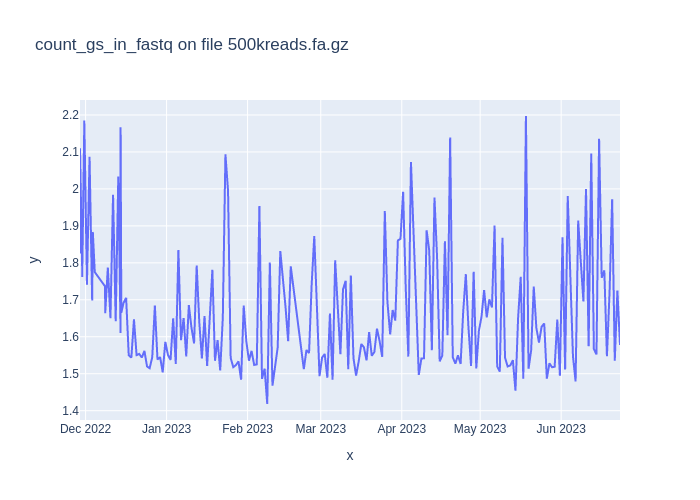 count_gs_in_fastq on file 500kreads.fa.gz
2.2
2.1
2
1.9
1.8
1.7
1.6
1.5
1.4
y
Dec 2022 Jan 2023 Feb 2023 Mar 2023 Apr 2023 May 2023 Jun 2023
x